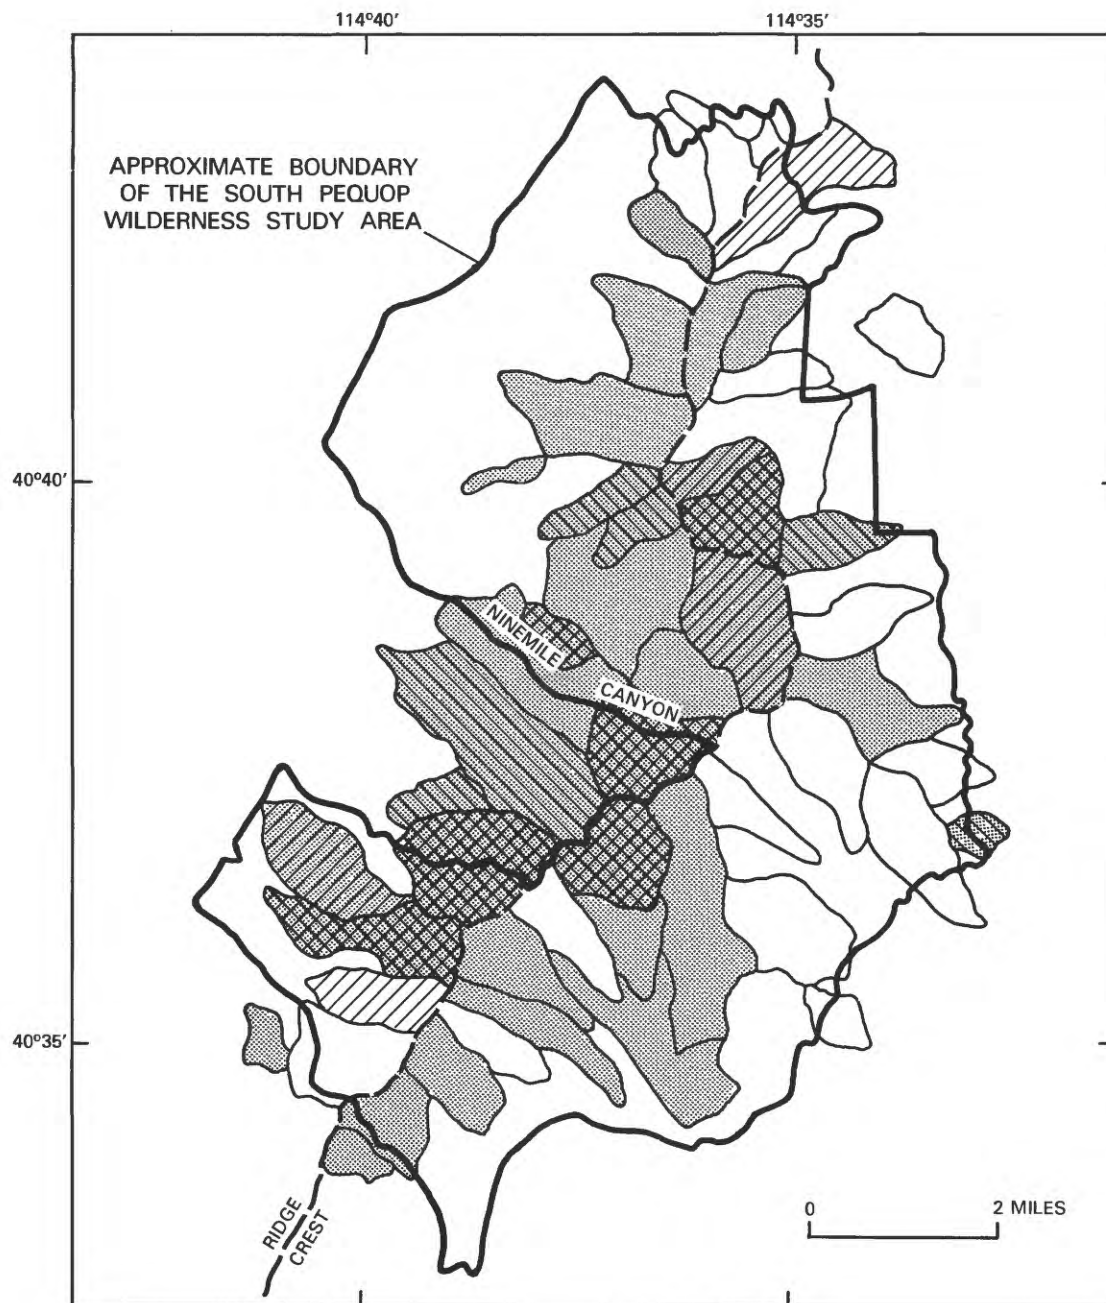 114°40'
114°35'
APPROXIMATE BOUNDARY
OF THE SOUTH PEQUOP
WILDERNESS STUDY AREA
40°40'
NINEMILE
CANYON
40°35'
0
2 MILES
RIDGE
CREST